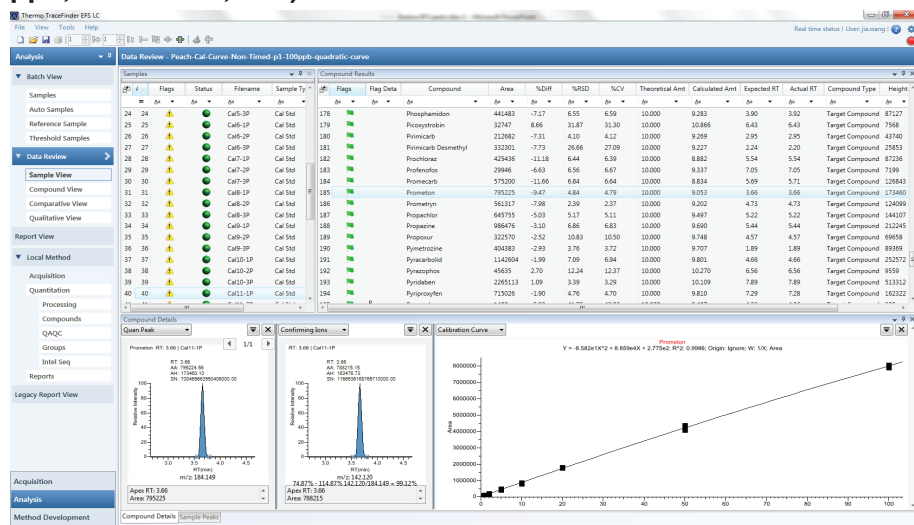 Thermo TraceFinder EFS LC
File View Tools Help
Real time status | User: jia.wang |
Analysis
Data Review - Peach-Cal-Curve-Non-Timed-p1-100ppb-quadratic-curve
Batch View
Samples
Auto Samples
Reference Sample
Threshold Samples
Data Review
Sample View
Compound View
Comparative View
Qualitative View
Report View
Local Method
Acquisition
Quantitation
Processing
Compounds
QAQC
Groups
Intel Seq
Reports
Legacy Report View
Acquisition
Analysis
Method Development
Samples
Flags Status Filename Sample Ty
24 24 Cal5-3P Cal Std
25 25 Cal6-1P Cal Std
26 26 Cal6-2P Cal Std
27 27 Cal6-3P Cal Std
28 28 Cal7-1P Cal Std
29 29 Cal7-2P Cal Std
30 30 Cal7-3P Cal Std
31 31 Cal8-1P Cal Std
32 32 Cal8-2P Cal Std
33 33 Cal8-3P Cal Std
34 34 Cal9-1P Cal Std
35 35 Cal9-2P Cal Std
36 36 Cal9-3P Cal Std
37 37 Cal10-1P Cal Std
38 38 Cal10-2P Cal Std
39 39 Cal10-3P Cal Std
40 40 Cal11-1P Cal Std
Compound Results
Flags Flag Data Compound Area %Diff %RSD %CV Theoretical Amt Calculated Amt Expected RT Actual RT Compound Type Height
178 Phosphamidon 441483 -7.17 6.55 6.59 10.000 9.283 3.90 3.92 Target Compound 87127
179 Picoxystrobin 32747 8.66 31.87 31.30 10.000 10.866 6.43 6.43 Target Compound 7568
180 Pirimicarb 212682 -7.31 4.10 4.12 10.000 9.269 2.95 2.95 Target Compound 43740
181 Pirimicarb Desmethyl 332301 -7.73 26.66 27.09 10.000 9.227 2.24 2.20 Target Compound 25853
182 Prochloraz 425436 -11.18 6.44 6.39 10.000 8.882 5.54 5.54 Target Compound 87236
183 Profenofos 29946 -6.63 6.56 6.67 10.000 9.337 7.05 7.05 Target Compound 7199
184 Promecarb 575200 -11.66 6.84 6.64 10.000 8.834 5.69 5.71 Target Compound 126843
185 Prometon 795225 -9.47 4.84 4.79 10.000 9.053 3.66 3.66 Target Compound 173460
186 Prometryn 561317 -7.98 2.39 2.37 10.000 9.202 4.73 4.73 Target Compound 124099
187 Propachlor 645755 -5.03 5.17 5.11 10.000 9.497 5.22 5.22 Target Compound 144107
188 Propazine 986476 -3.10 6.86 6.83 10.000 9.690 5.44 5.44 Target Compound 212245
189 Propoxur 322570 -2.52 10.83 10.50 10.000 9.748 4.57 4.57 Target Compound 69658
190 Pymetrozine 404383 -2.93 3.76 3.72 10.000 9.707 1.89 1.89 Target Compound 89369
191 Pyracarbolid 1142604 -1.99 7.09 6.94 10.000 9.801 4.66 4.66 Target Compound 252572
192 Pyrazophos 45635 2.70 12.24 12.37 10.000 10.270 6.56 6.56 Target Compound 9559
193 Pyridaben 2265113 1.09 3.39 3.29 10.000 10.109 7.89 7.89 Target Compound 513312
194 Pyriproxyfen 715026 -1.90 4.76 4.70 10.000 9.810 7.29 7.28 Target Compound 162322
Compound Details
Quan Peak
1/1
Prometon RT: 3.66 | Cal11-1P
RT: 3.66
AA: 795224.56
AH: 173460.10
100
80
60
40
20
0
Relative Intensity
3.0 3.5 4.0 4.5
RT(min)
m/z: 184.149
Apex RT: 3.66
Area: 795225
Confirming Ions
RT: 3.66 | Cal11-1P
RT: 3.66
AA: 788215.15
100
80
60
40
20
0
3.0 3.5 4.0 4.5
RT(min)
m/z: 142.120
74.87% - 114.87% 142.120/184.149 = 99.12%
Apex RT: 3.66
Area: 788215
Calibration Curve
Prometon
Y = -8.582e1X^2 + 8.859e4X + 2.775e2; R^2: 0.9986; Origin: Ignore; W: 1/X; Area
8000000
7000000
6000000
5000000
4000000
3000000
2000000
1000000
0
Area
0 10 20 30 40 50 60 70 80 90 100
Compound Details Sample Peaks